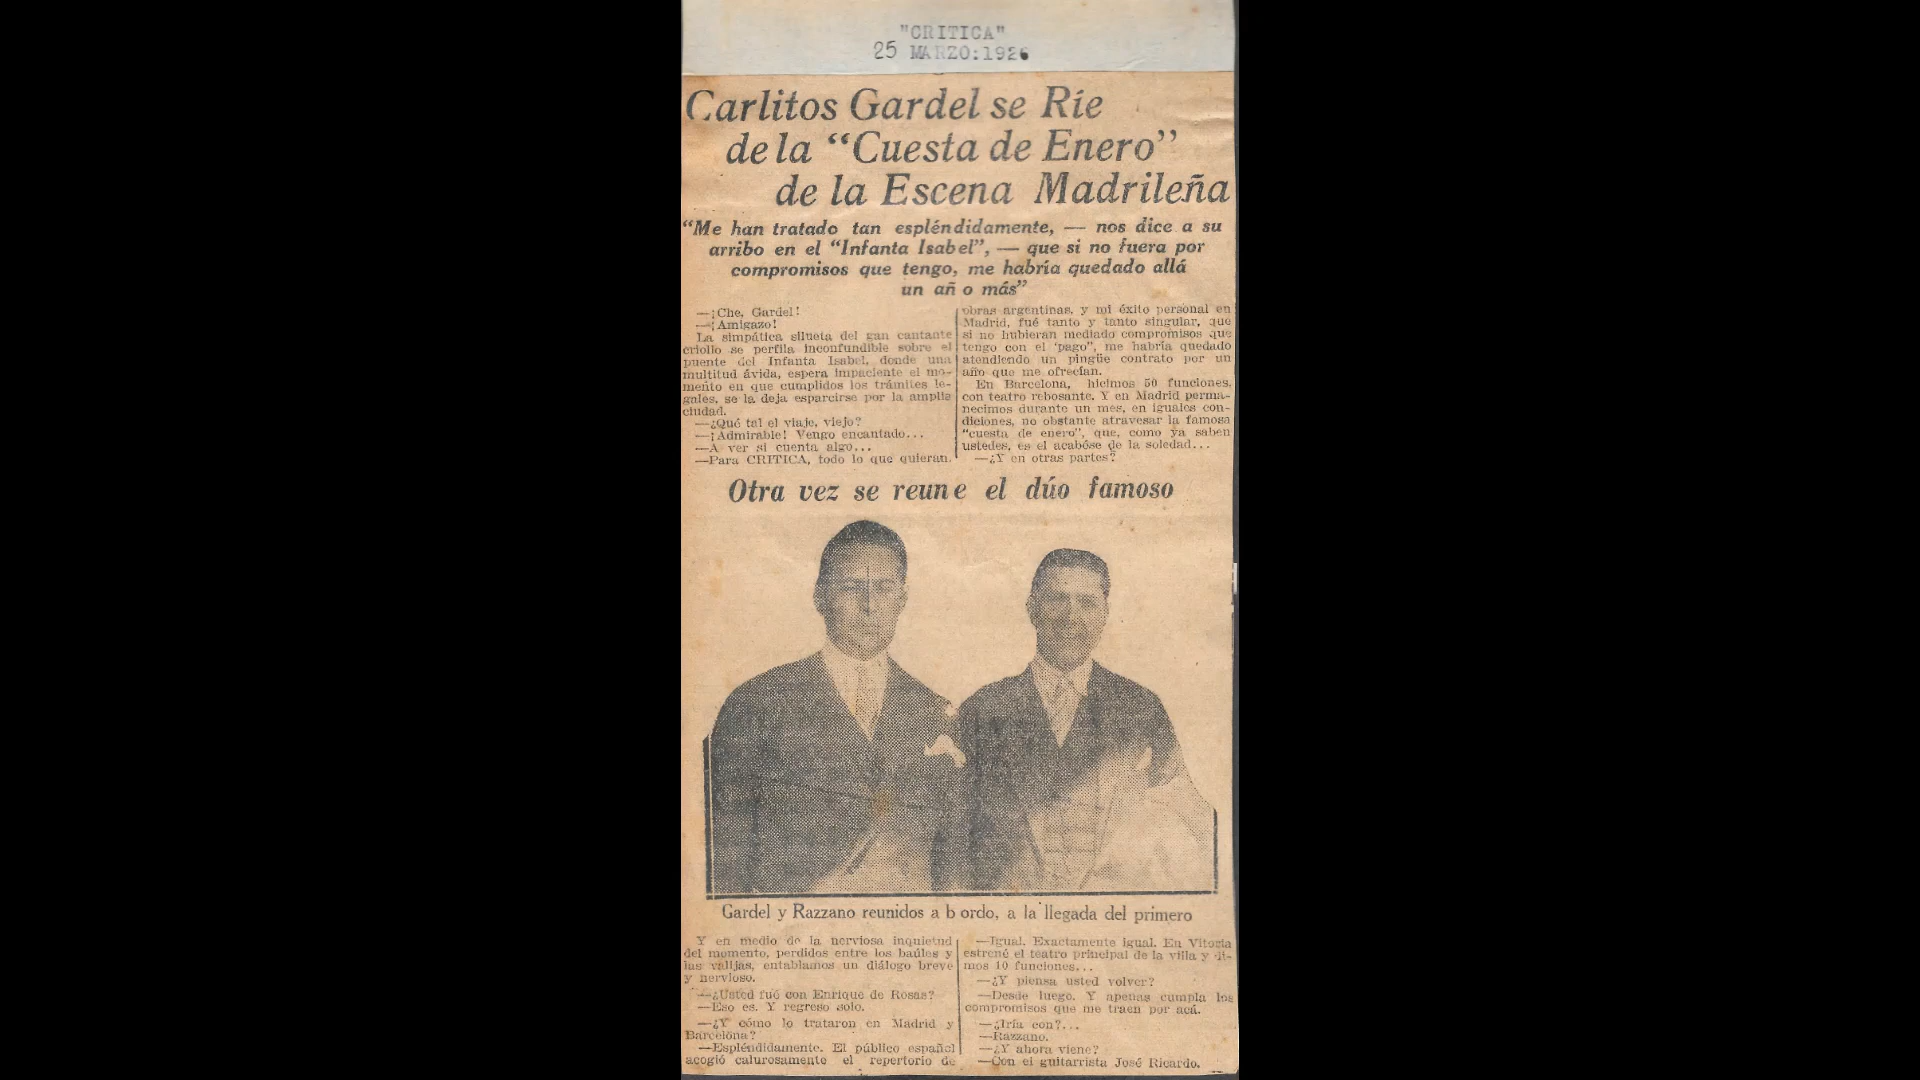 "CRITICA"
25 MARZO:1926
Carlitos Gardel se Ríe
de la "Cuesta de Enero"
de la Escena Madrileña
"Me han tratado tan espléndidamente, — nos dice a su
arribo en el "Infanta Isabel", — que si no fuera por
compromisos que tengo, me habría quedado allá
un año más"
—¡Che, Gardel!
—¡Amigazo!
La simpática silueta del gan cantante
criollo se perfila inconfundible sobre el
puente del Infanta Isabel, donde una
multitud ávida, espera impaciente el mo-
mento en que cumplidos los trámites le-
gales, se la deja esparcirse por la amplia
ciudad.
—¿Qué tal el viaje, viejo?
—¡Admirable! Vengo encantado...
—A ver si cuenta algo...
—Para CRITICA, todo lo que quieran.
obras argentinas, y mi éxito personal en
Madrid, fué tanto y tanto singular, que
si no hubieran mediado compromisos que
tengo con el 'pago", me habría quedado
atendiendo un pingüe contrato por un
año que me ofrecían.
En Barcelona, hicimos 50 funciones,
con teatro rebosante. Y en Madrid perma-
necimos durante un mes, en iguales con-
diciones, no obstante atravesar la famosa
"cuesta de enero", que, como ya saben
ustedes, es el acabóse de la soledad...
—¿Y en otras partes?
Otra vez se reune el dúo famoso
Gardel y Razzano reunidos a bordo, a la llegada del primero
Y en medio de la nerviosa inquietud
del momento, perdidos entre los baúles y
las valijas, entablamos un diálogo breve
y nervioso.
—¿Usted fué con Enrique de Rosas?
—Eso es. Y regreso solo.
—¿Y cómo lo trataron en Madrid y
Barcelona?
—Espléndidamente. El público español
acogió calurosamente el repertorio de
—Igual. Exactamente igual. En Vitoria
estrené el teatro principal de la villa y di-
mos 10 funciones...
—¿Y piensa usted volver?
—Desde luego. Y apenas cumpla los
compromisos que me traen por acá.
—¿Iría con?...
—Razzano.
—¿Y ahora viene?
—Con el guitarrista José Ricardo.